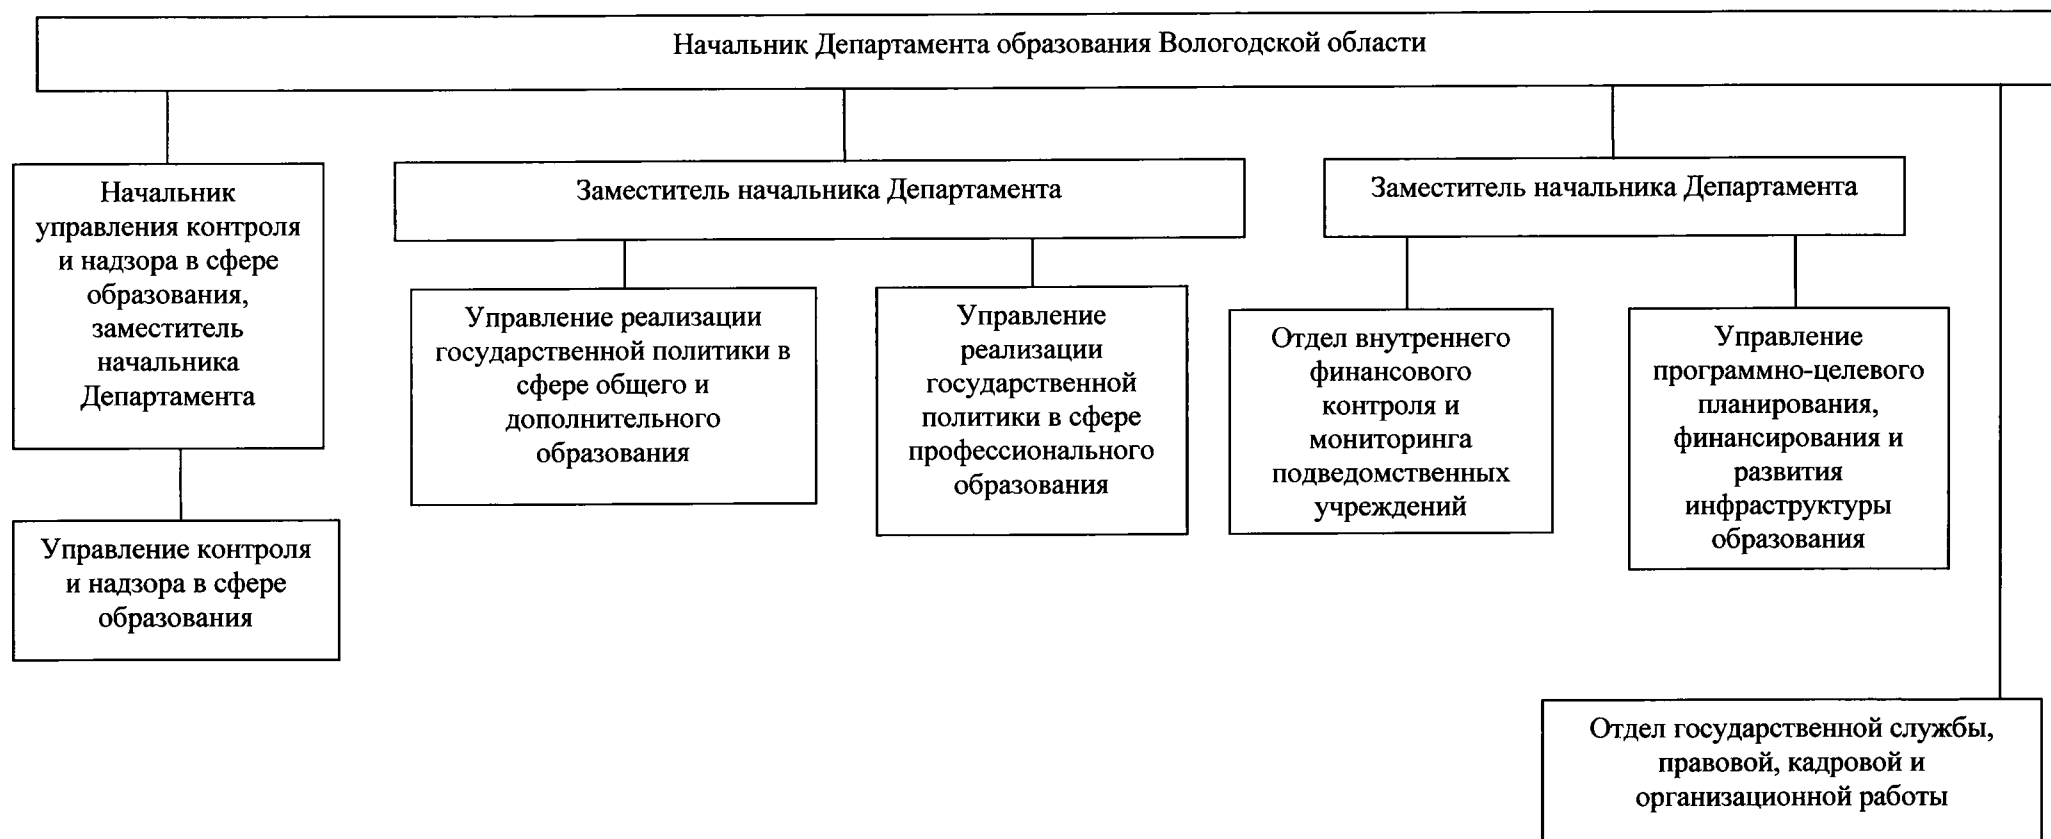 Начальник Департамента образования Вологодской области
Начальник
управления контроля
и надзора в сфере
образования,
заместитель
начальника
Департамента
Заместитель начальника Департамента
Заместитель начальника Департамента
Управление реализации
государственной политики в
сфере общего и
дополнительного
образования
Управление
реализации
государственной
политики в сфере
профессионального
образования
Отдел внутреннего
финансового
контроля и
мониторинга
подведомственных
учреждений
Управление
программно-целевого
планирования,
финансирования и
развития
инфраструктуры
образования
Управление контроля
и надзора в сфере
образования
Отдел государственной службы,
правовой, кадровой и
организационной работы